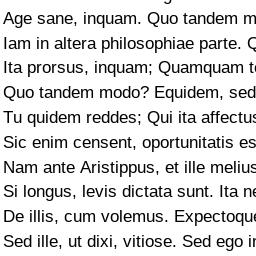 Age sane, inquam. Quo tandem
Iam in altera philosophiae parte.
Ita prorsus, inquam; Quamquam
Quo tandem modo? Equidem, sed
Tu quidem reddes; Qui ita affectus
Sic enim censent, oportunitatis
Nam ante Aristippus, et ille melius
Si longus, levis dictata sunt. Ita
De illis, cum volemus. Expectoque
Sed ille, ut dixi, vitiose. Sed ego